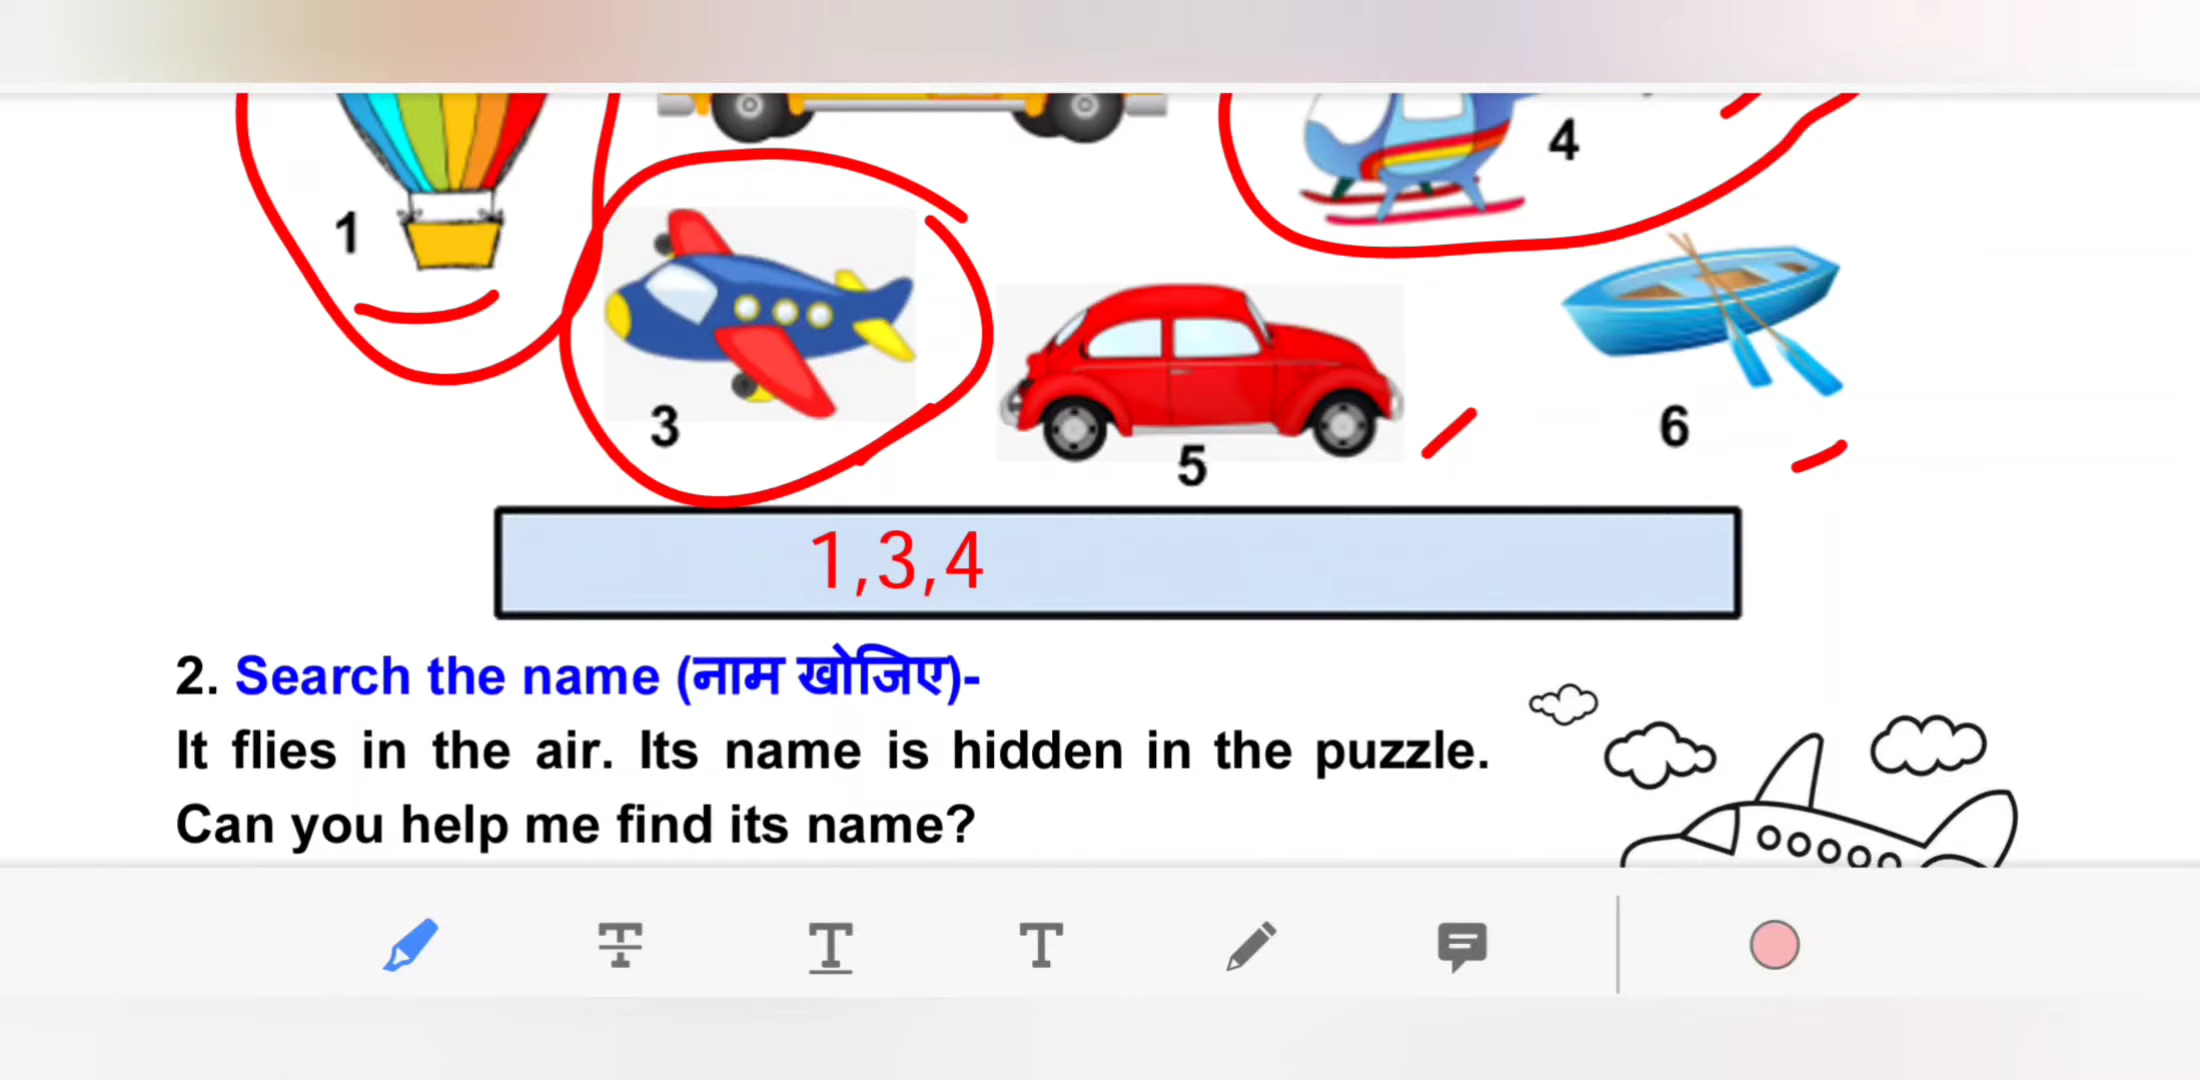 4
1
3
5
6
1,3,4
2. Search the name (नाम खोजिए)-
It flies in the air. Its name is hidden in the puzzle.
Can you help me find its name?